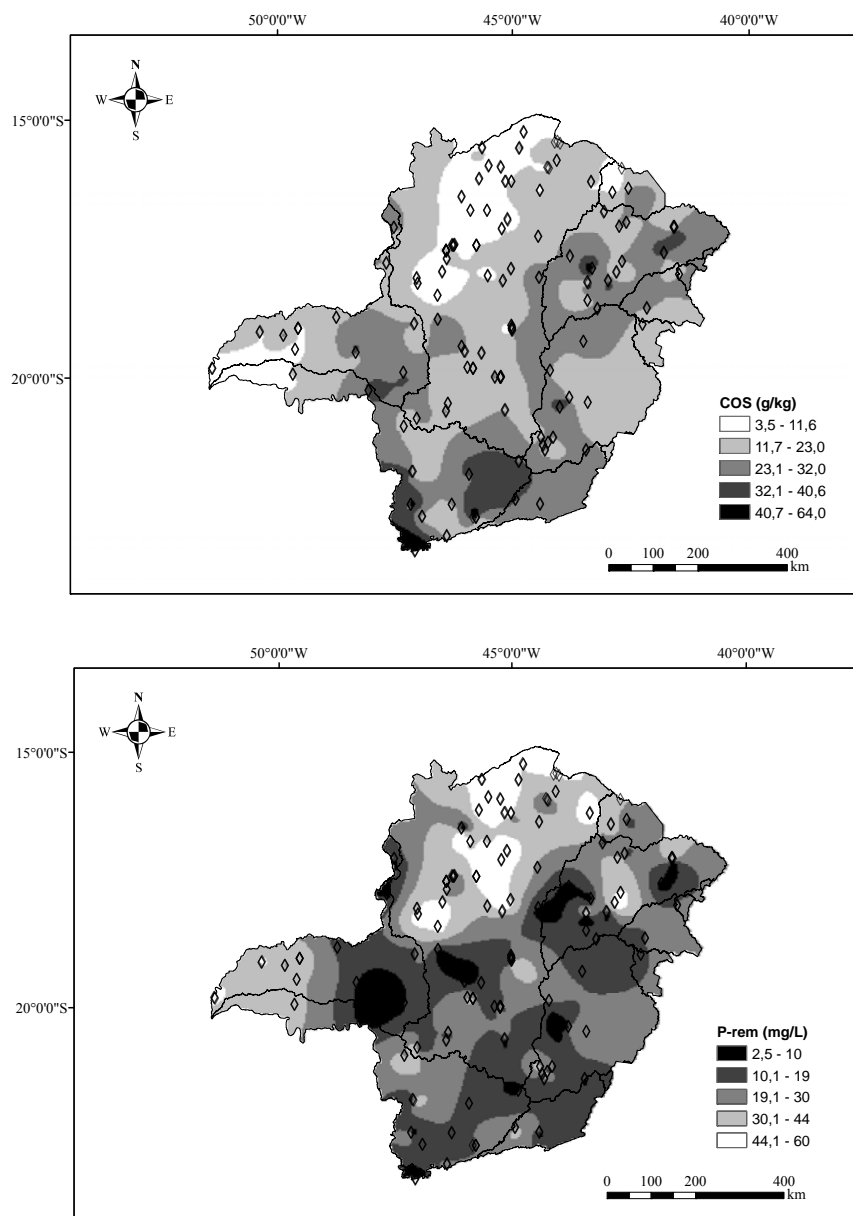 50°0'0"W 45°0'0"W 40°0'0"W
N
W E
S
15°0'0"S
20°0'0"S
COS (g/kg)
3,5 - 11,6
11,7 - 23,0
23,1 - 32,0
32,1 - 40,6
40,7 - 64,0
0 100 200 400
km
50°0'0"W 45°0'0"W 40°0'0"W
N
W E
S
15°0'0"S
20°0'0"S
P-rem (mg/L)
2,5 - 10
10,1 - 19
19,1 - 30
30,1 - 44
44,1 - 60
0 100 200 400
km